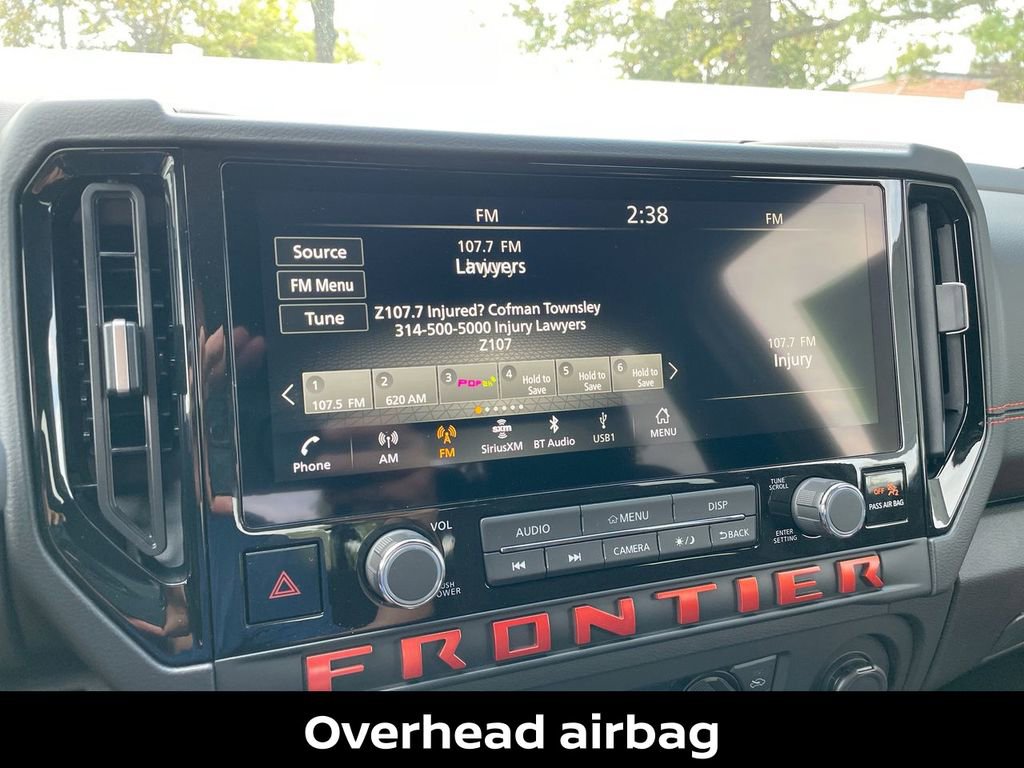 FM 2:38 FM
107.7 FM
Lawyers
Source
FM Menu
Tune
Z107.7 Injured? Cofman Townsley
314-500-5000 Injury Lawyers
Z107
107.7 FM
Injury
1 107.5 FM
2 620 AM
3 POP
4 Hold to Save
5 Hold to Save
6 Hold to Save
Phone
AM
FM
sxm
SiriusXM
BT Audio
USB1
MENU
VOL
PUSH
POWER
AUDIO
MENU
DISP
CAMERA
BACK
TUNE
SCROLL
ENTER
SETTING
OFF
PASS AIR BAG
FRONTIER
Overhead airbag